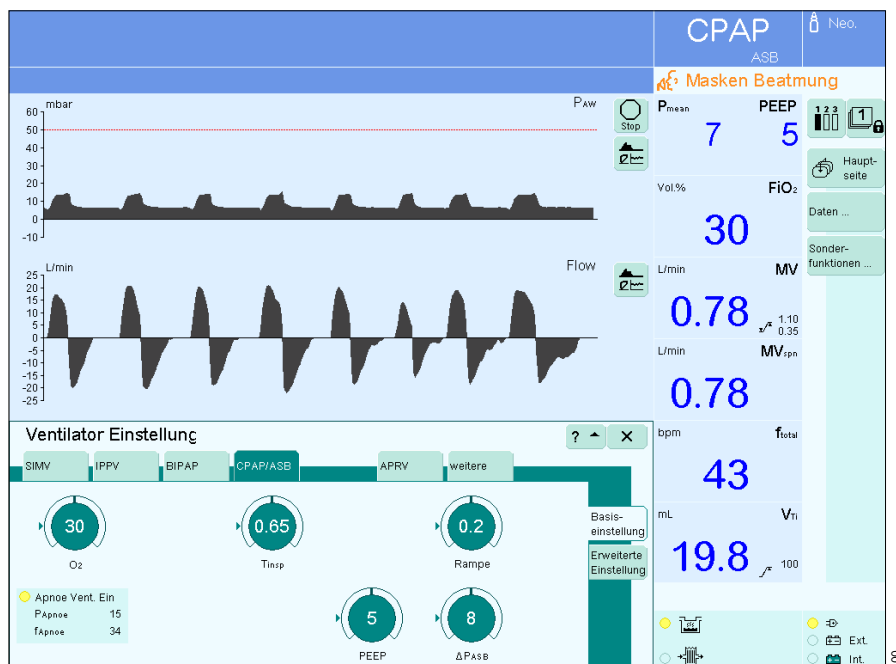 CPAP
ASB
Neo.
Masken Beatmung
mbar
PAW
60
50
40
30
20
10
0
-10
Stop
L/min
Flow
25
20
15
10
5
0
-5
-10
-15
-20
-25
Pmean PEEP
7 5
Vol.% FiO2
30
L/min MV
0.78
1.10
0.35
L/min MVspn
0.78
bpm ftotal
43
mL VTi
19.8
100
1 2 3
1
Haupt-
seite
Daten ...
Sonder-
funktionen ...
Ventilator Einstellung
?
SIMV IPPV BIPAP CPAP/ASB APRV weitere
30 0.65 0.2
O2 Tinsp Rampe
Basis-
einstellung
Erweiterte
Einstellung
Apnoe Vent. Ein
PApnoe 15
fApnoe 34
5 8
PEEP ΔPASB
Ext.
Int.